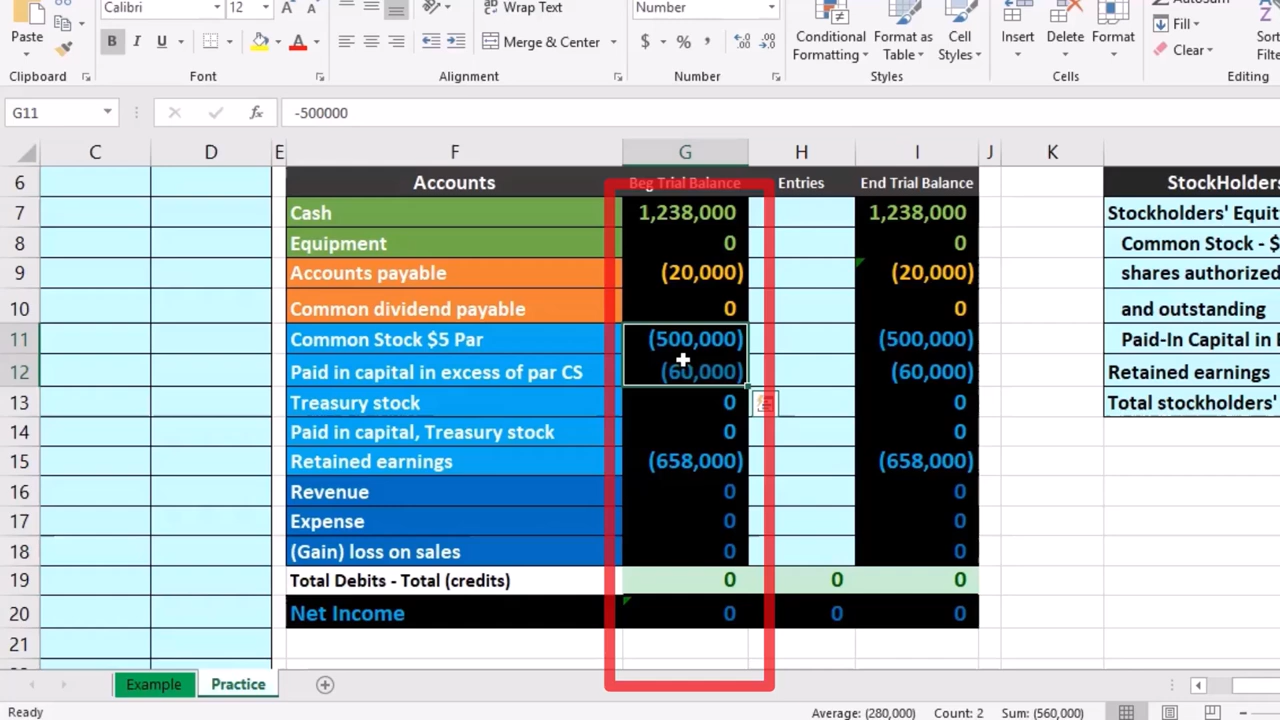 Calibri 12 Wrap Text Number
Paste B I U Merge & Center $ % Conditional Formatting Format as Table Cell Styles Insert Delete Format Fill Clear
Clipboard Font Alignment Number Styles Cells Editing
G11 fx -500000
C D E F G H I J K
6 Accounts Beg Trial Balance Entries End Trial Balance StockHolders
7 Cash 1,238,000 1,238,000 Stockholders' Equit
8 Equipment 0 0 Common Stock - $
9 Accounts payable (20,000) (20,000) shares authorized
10 Common dividend payable 0 0 and outstanding
11 Common Stock $5 Par (500,000) (500,000) Paid-In Capital in E
12 Paid in capital in excess of par CS (60,000) (60,000) Retained earnings
13 Treasury stock 0 0 Total stockholders'
14 Paid in capital, Treasury stock 0 0
15 Retained earnings (658,000) (658,000)
16 Revenue 0 0
17 Expense 0 0
18 (Gain) loss on sales 0 0
19 Total Debits - Total (credits) 0 0 0
20 Net Income 0 0 0
21
Example Practice
Ready Average: (280,000) Count: 2 Sum: (560,000)